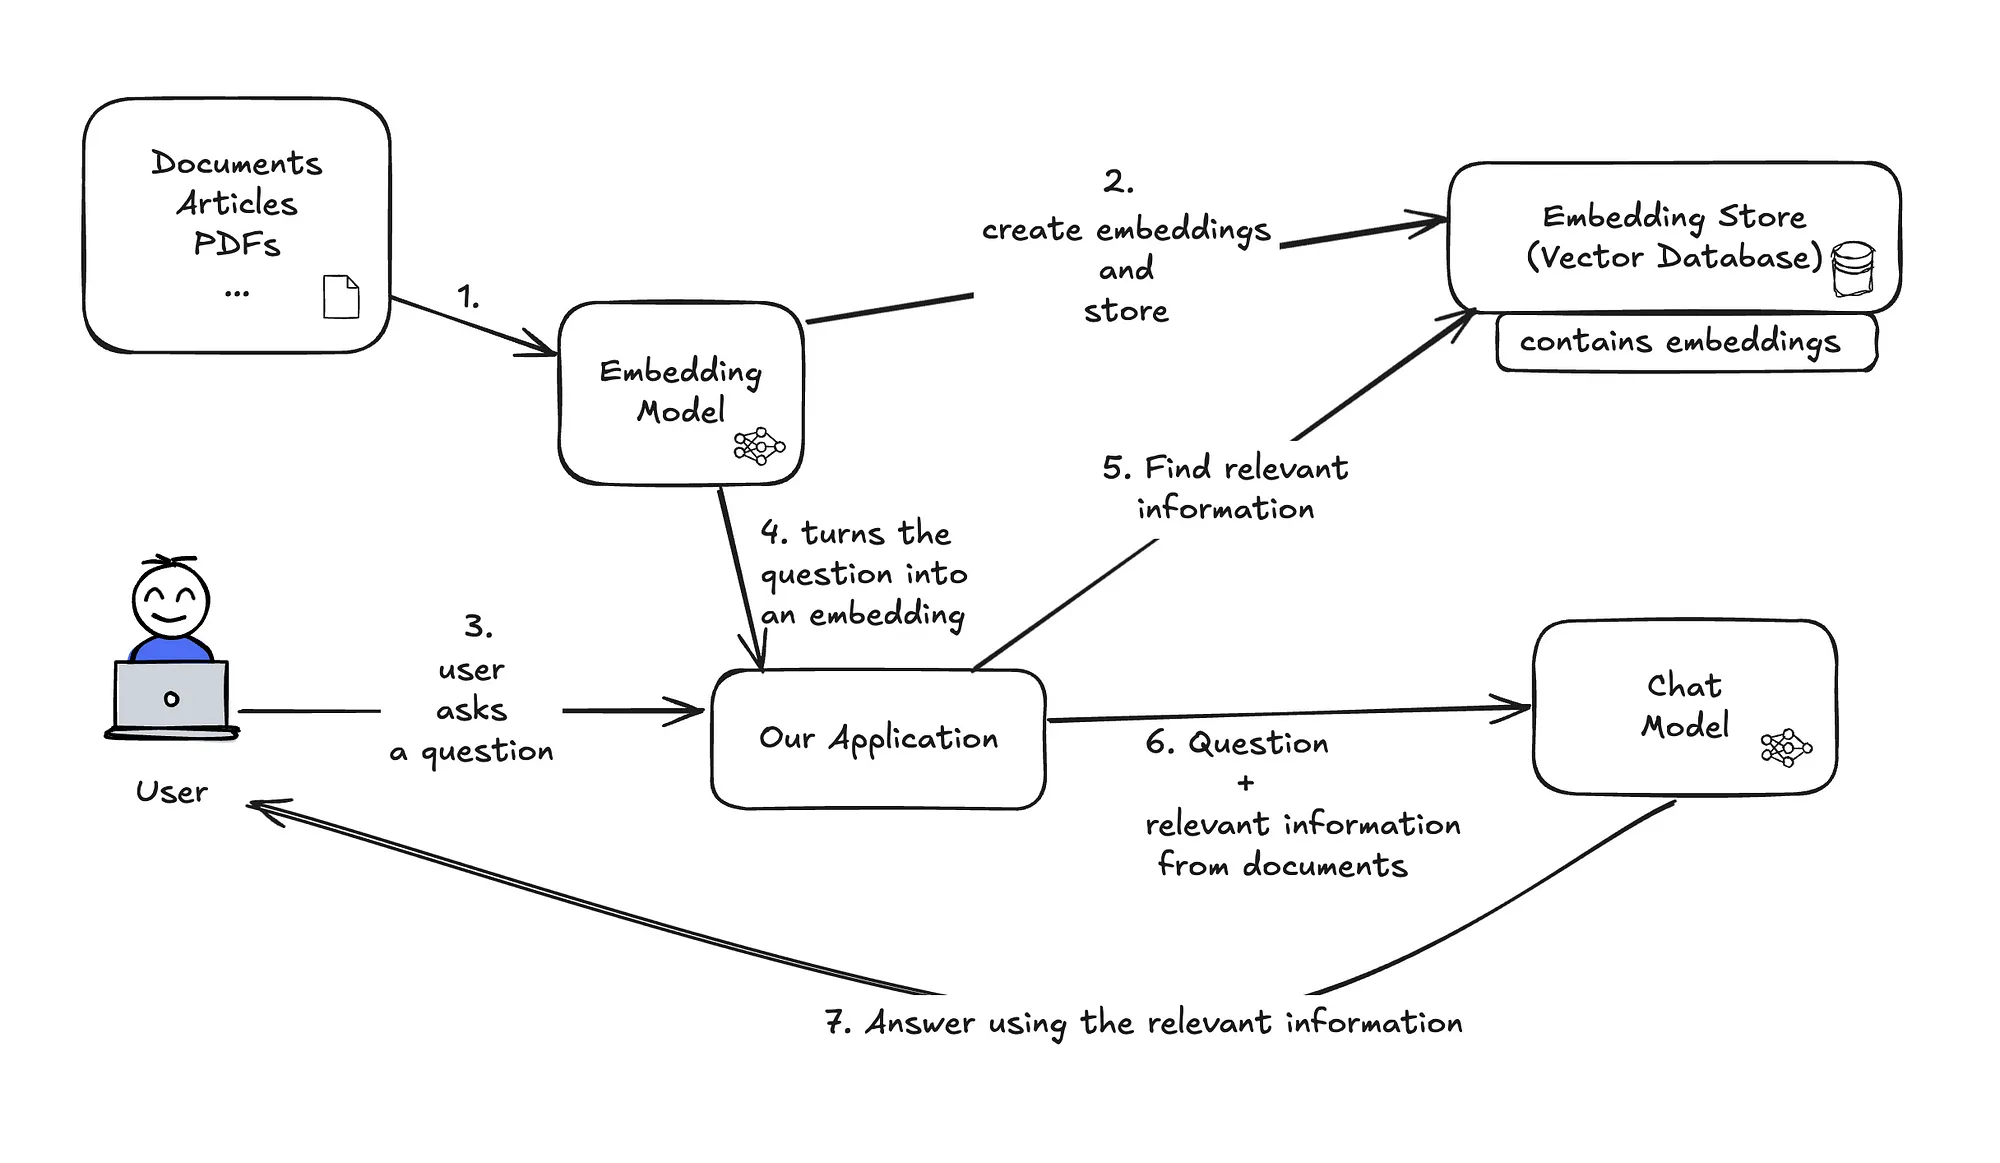 Documents
Articles
PDFs
...
1.
Embedding
Model
2.
create embeddings
and
store
Embedding Store
(Vector Database)
contains embeddings
3.
user
asks
a question
User
4. turns the
question into
an embedding
Our Application
5. Find relevant
information
6. Question
+
relevant information
from documents
Chat
Model
7. Answer using the relevant information